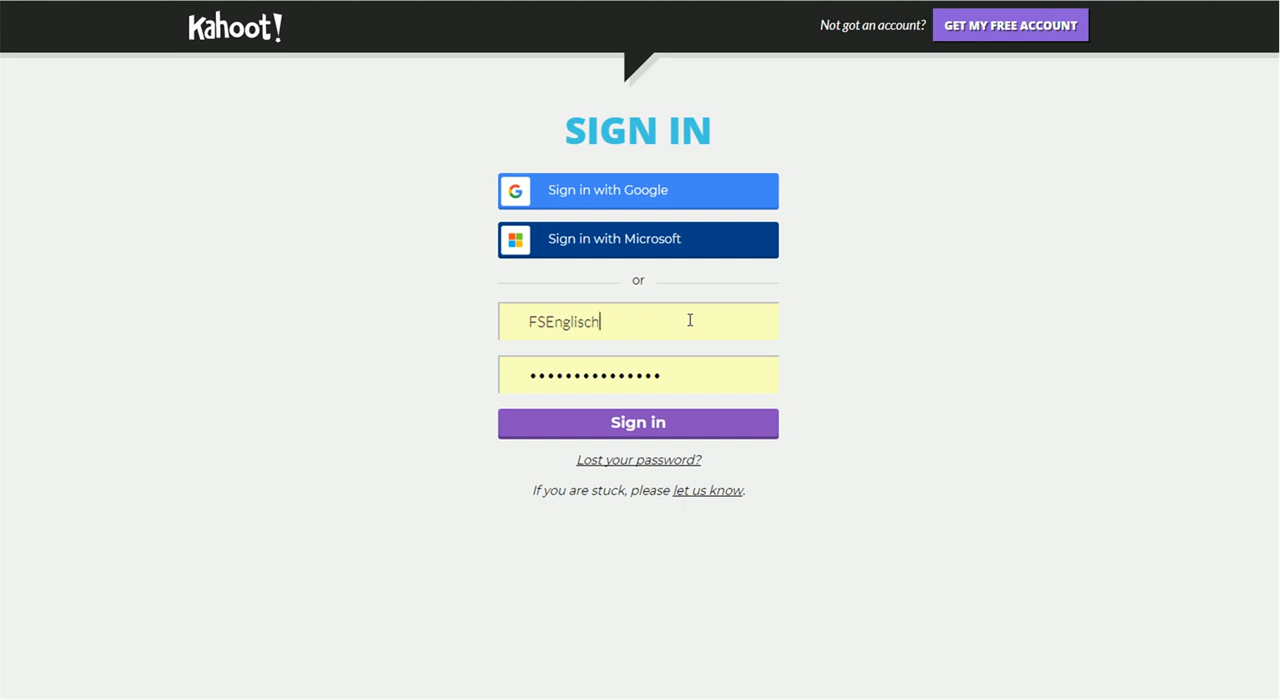 Kahoot!
Not got an account? GET MY FREE ACCOUNT
SIGN IN
Sign in with Google
Sign in with Microsoft
or
FSEnglisch
•••••••••••••••
Sign in
Lost your password?
If you are stuck, please let us know.